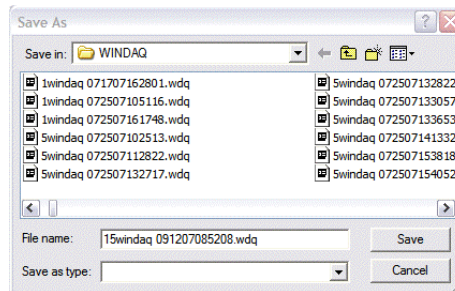 Save As
Save in: WINDAQ
1windaq 071707162801.wdq
1windaq 072507105116.wdq
1windaq 072507161748.wdq
5windaq 072507102513.wdq
5windaq 072507112822.wdq
5windaq 072507132717.wdq
5windaq 072507132822
5windaq 072507133057
5windaq 072507133653
5windaq 072507141332
5windaq 072507153818
5windaq 072507154052
File name: 15windaq 091207085208.wdq Save
Save as type: Cancel